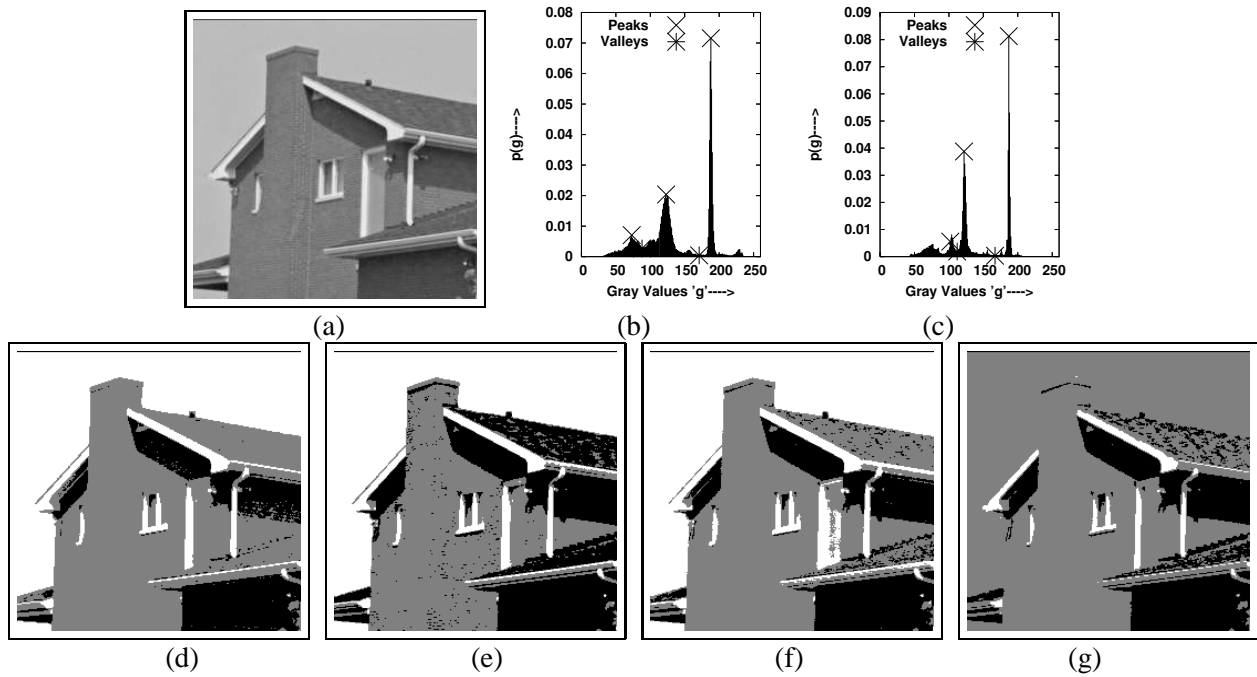 0.08
0.07
0.06
0.05
0.04
0.03
0.02
0.01
0
0 50 100 150 200 250
p(g)---->
Gray Values 'g'---->
Peaks
Valleys
0.09
0.08
0.07
0.06
0.05
0.04
0.03
0.02
0.01
0
0 50 100 150 200 250
p(g)---->
Gray Values 'g'---->
Peaks
Valleys
(a)
(b)
(c)
(d)
(e)
(f)
(g)